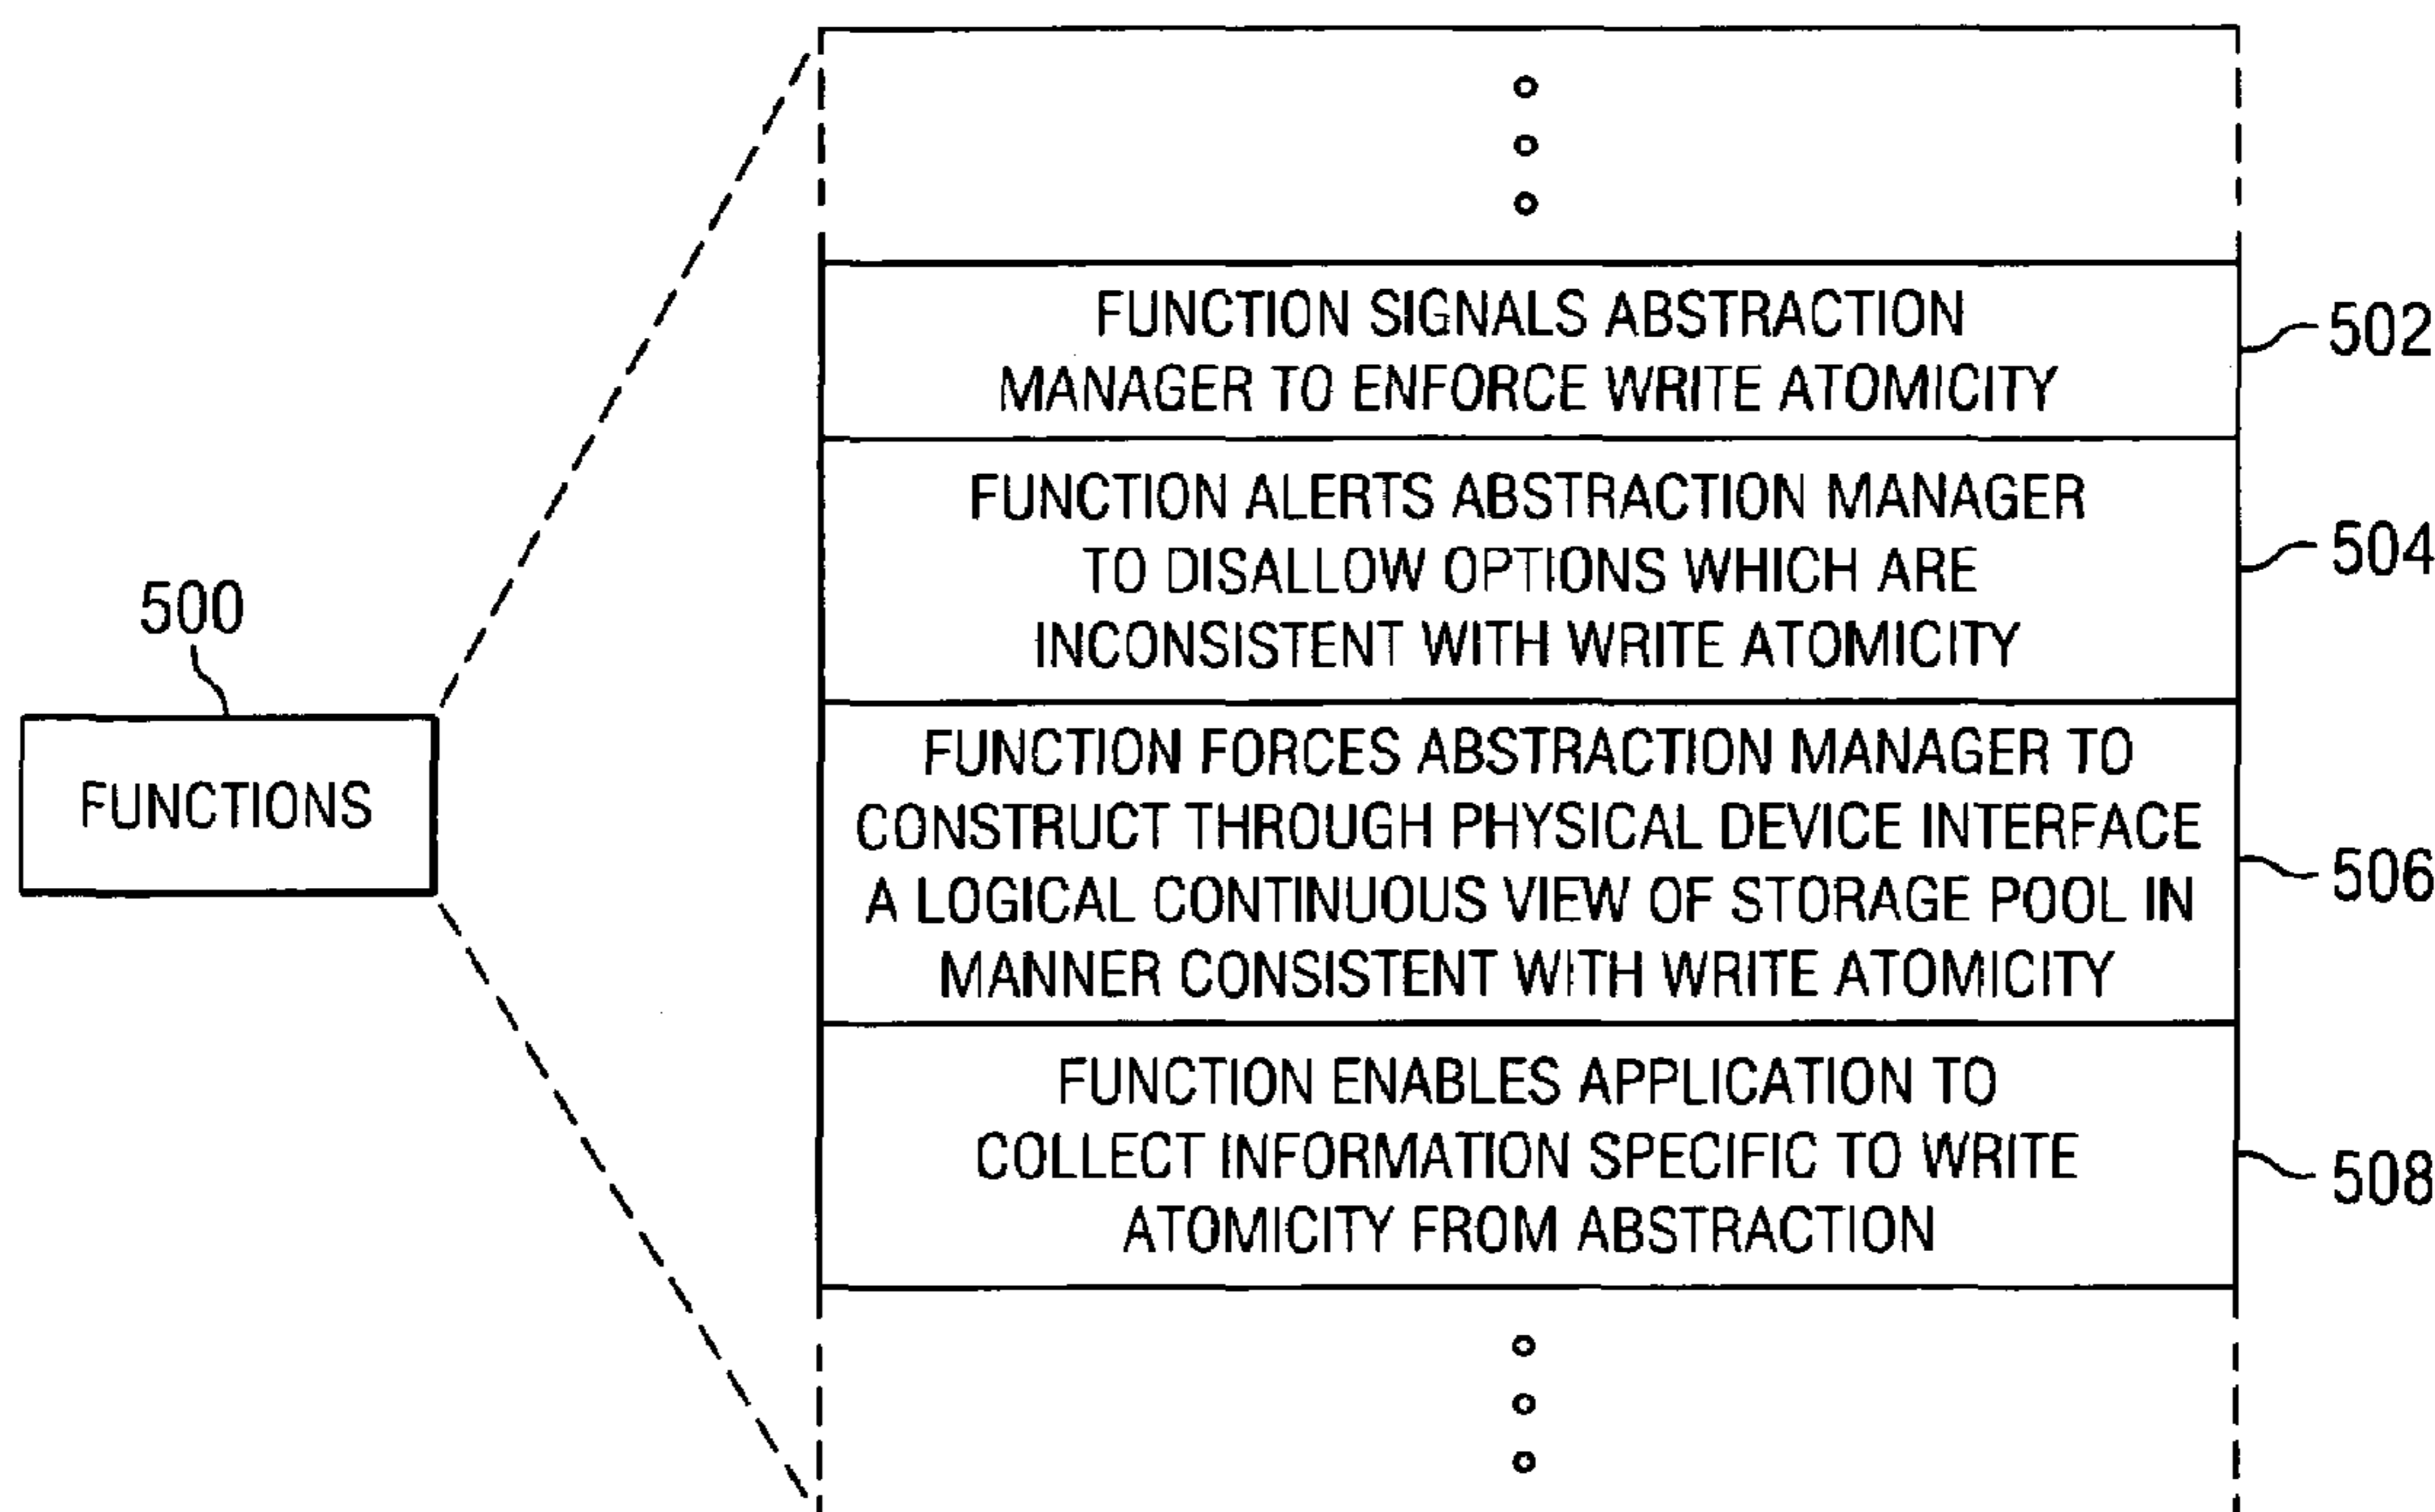 500
FUNCTIONS
FUNCTION SIGNALS ABSTRACTION
MANAGER TO ENFORCE WRITE ATOMICITY
502
FUNCTION ALERTS ABSTRACTION MANAGER
TO DISALLOW OPTIONS WHICH ARE
INCONSISTENT WITH WRITE ATOMICITY
504
FUNCTION FORCES ABSTRACTION MANAGER TO
CONSTRUCT THROUGH PHYSICAL DEVICE INTERFACE
A LOGICAL CONTINUOUS VIEW OF STORAGE POOL IN
MANNER CONSISTENT WITH WRITE ATOMICITY
506
FUNCTION ENABLES APPLICATION TO
COLLECT INFORMATION SPECIFIC TO WRITE
ATOMICITY FROM ABSTRACTION
508